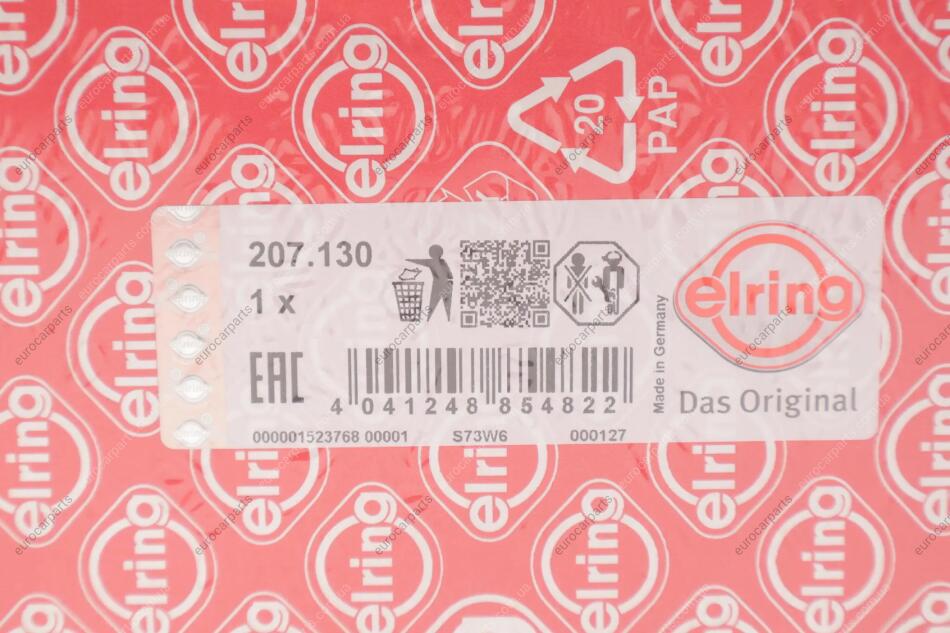 20
PAP
207.130
1 x
EAC
4 041248 854822
000001523768 00001 S73W6 000127
Made in Germany
elring
Das Original